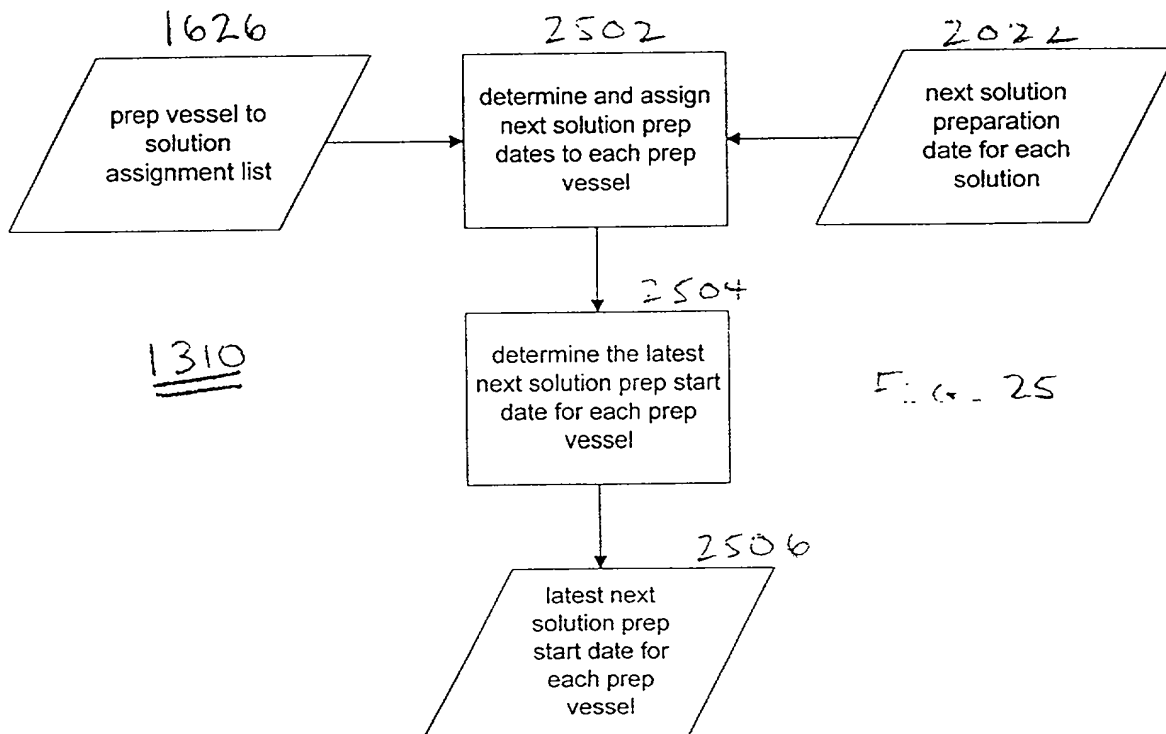 1626
2502
2022
prep vessel to
solution
assignment list
determine and assign
next solution prep
dates to each prep
vessel
next solution
preparation
date for each
solution
2504
determine the latest
next solution prep start
date for each prep
vessel
1310
25
2506
latest next
solution prep
start date for
each prep
vessel